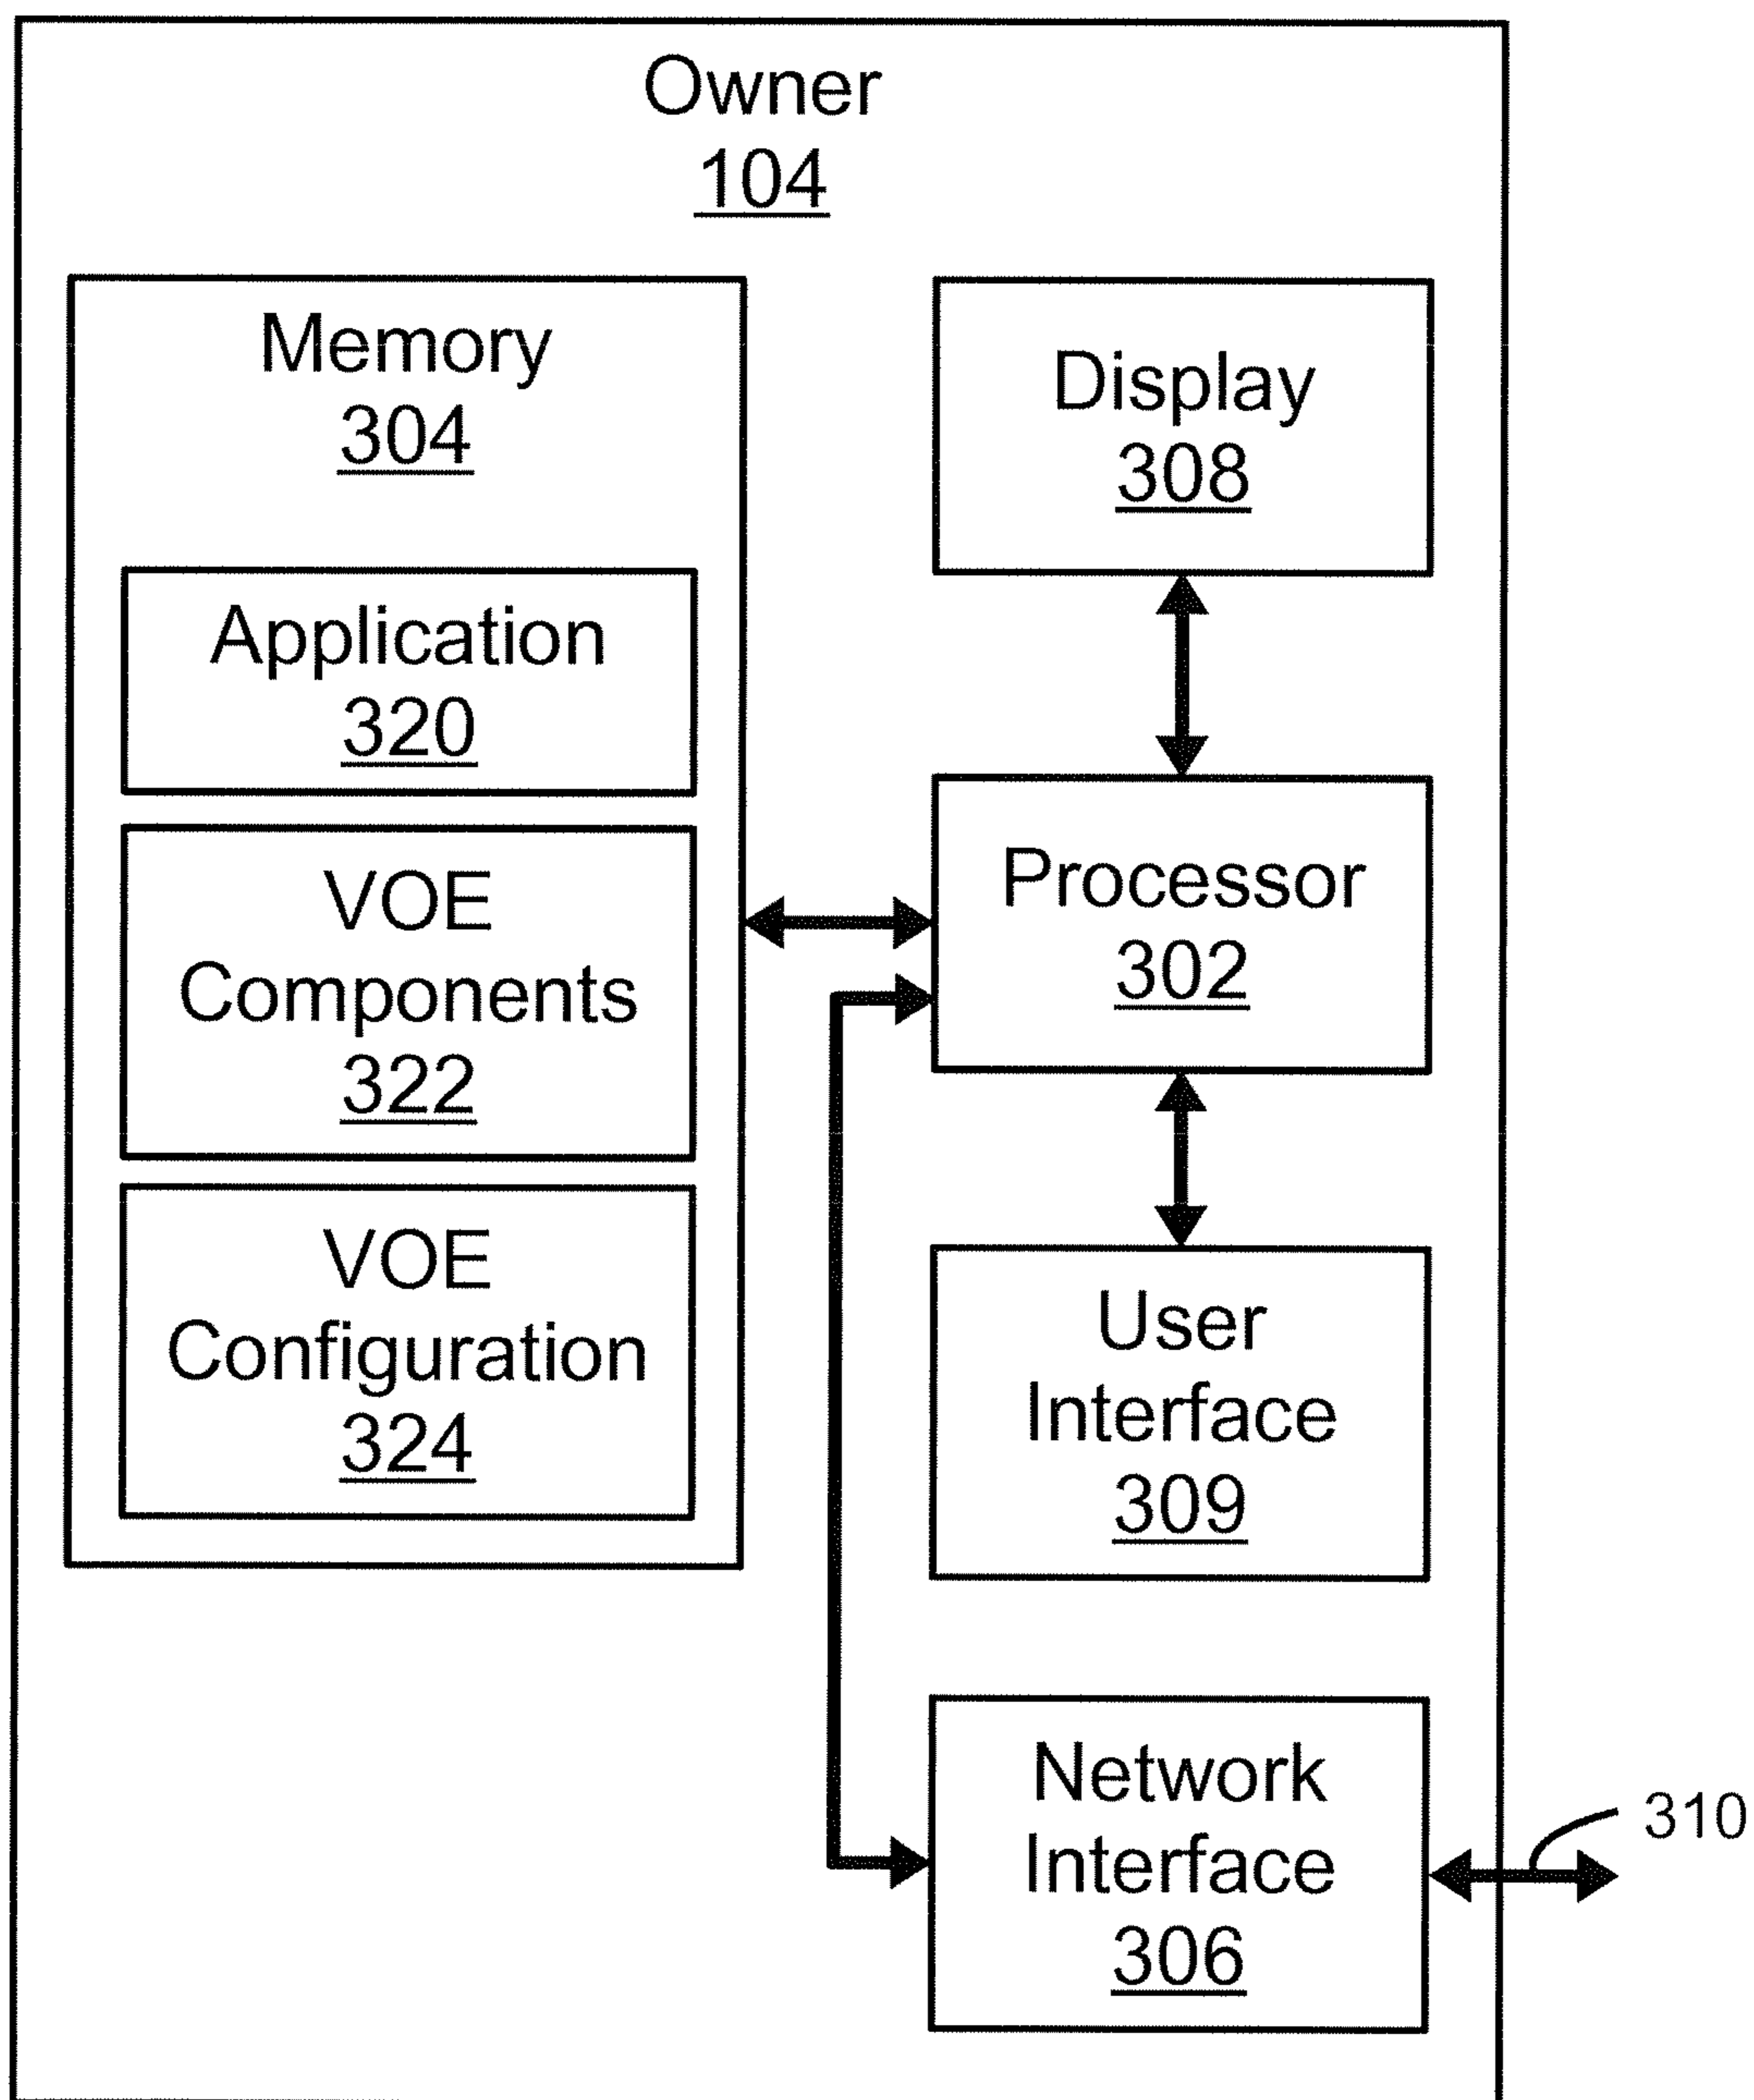 Owner
104
Memory
304
Application
320
VOE
Components
322
VOE
Configuration
324
Display
308
Processor
302
User
Interface
309
Network
Interface
306
310